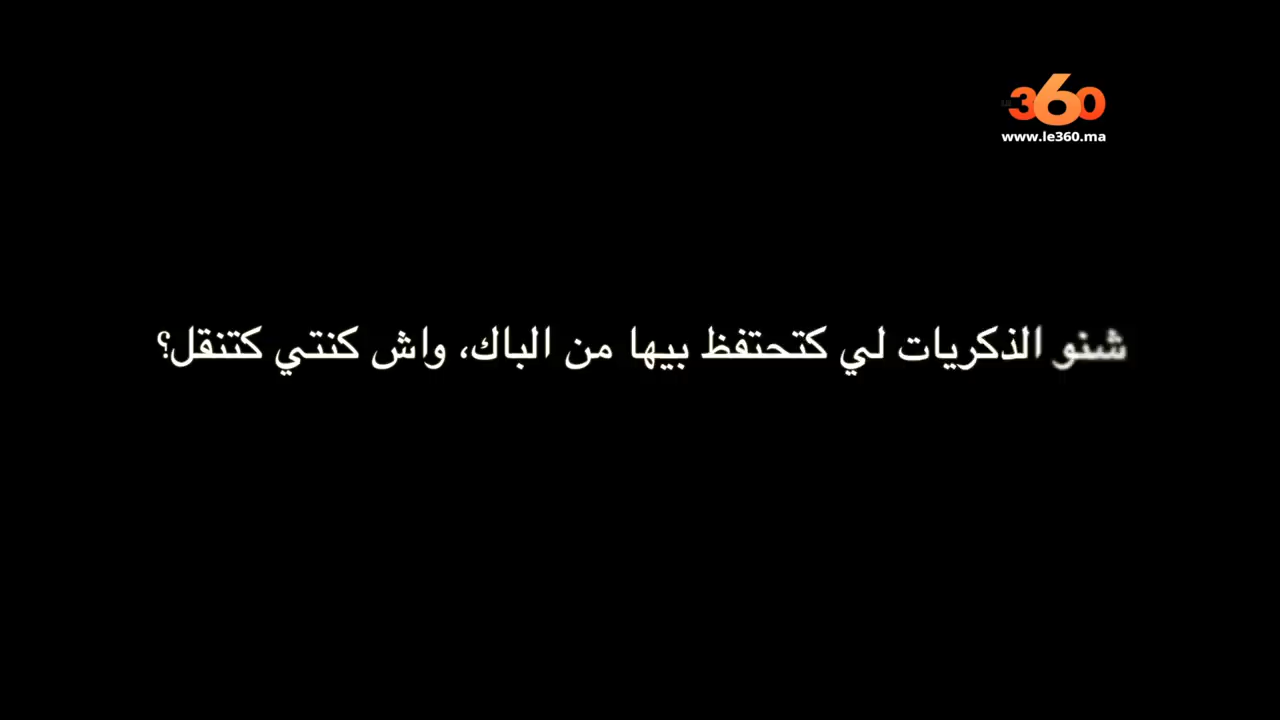 le360
www.le360.ma
شنو الذكريات لي كتحتفظ بيها من الباك، واش كنتي كتنقل؟